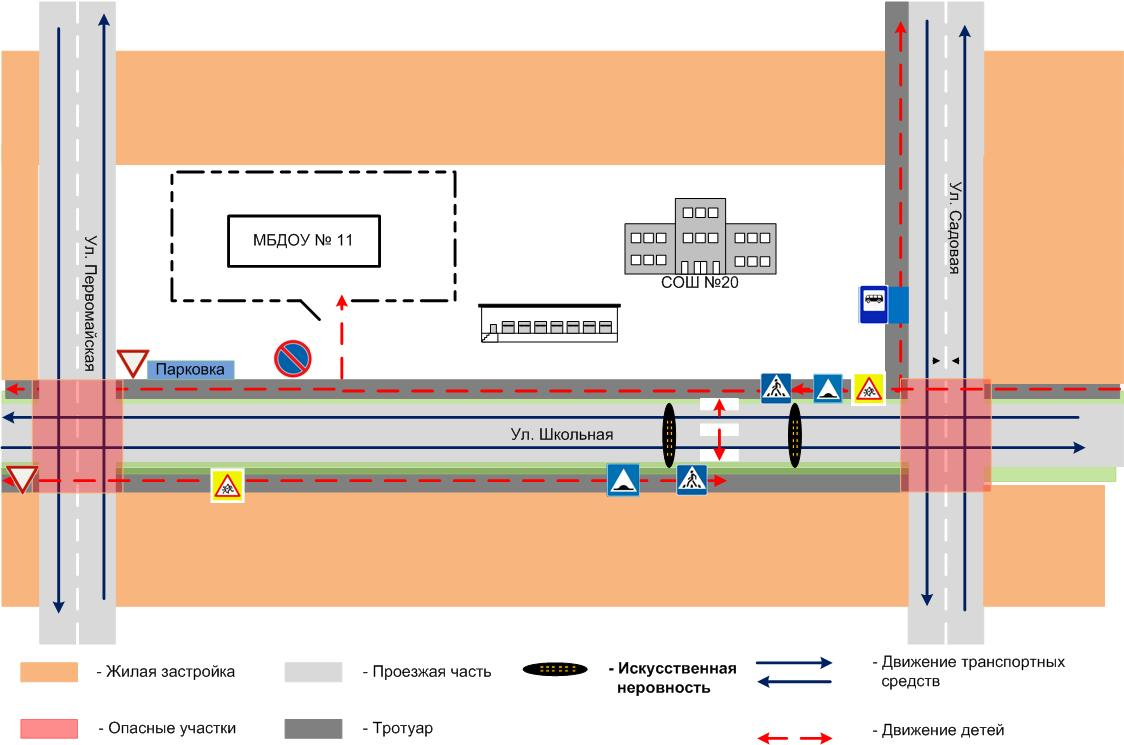 МБДОУ № 11
СОШ №20
Ул. Первомайская
Ул. Садовая
Парковка
Ул. Школьная
- Жилая застройка
- Проезжая часть
- Искусственная
неровность
- Движение транспортных
средств
- Опасные участки
- Тротуар
- Движение детей